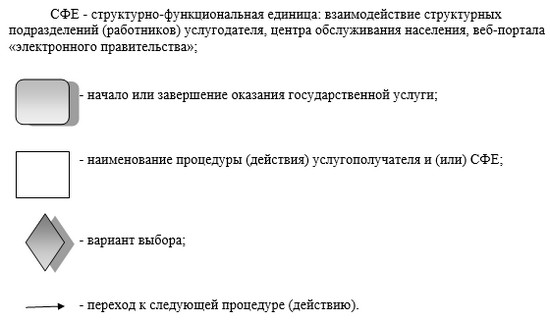 СФЕ - структурно-функциональная единица: взаимодействие структурных
подразделений (работников) услугодателя, центра обслуживания населения, веб-портала
«электронного правительства»;
- начало или завершение оказания государственной услуги;
- наименование процедуры (действия) услугополучателя и (или) СФЕ;
- вариант выбора;
- переход к следующей процедуре (действию).